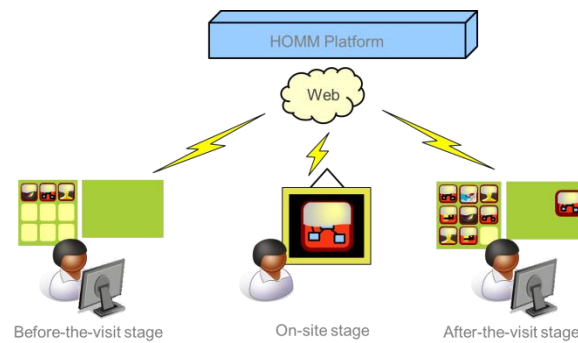 HOMM Platform
Web
Before-the-visit stage
On-site stage
After-the-visit stage